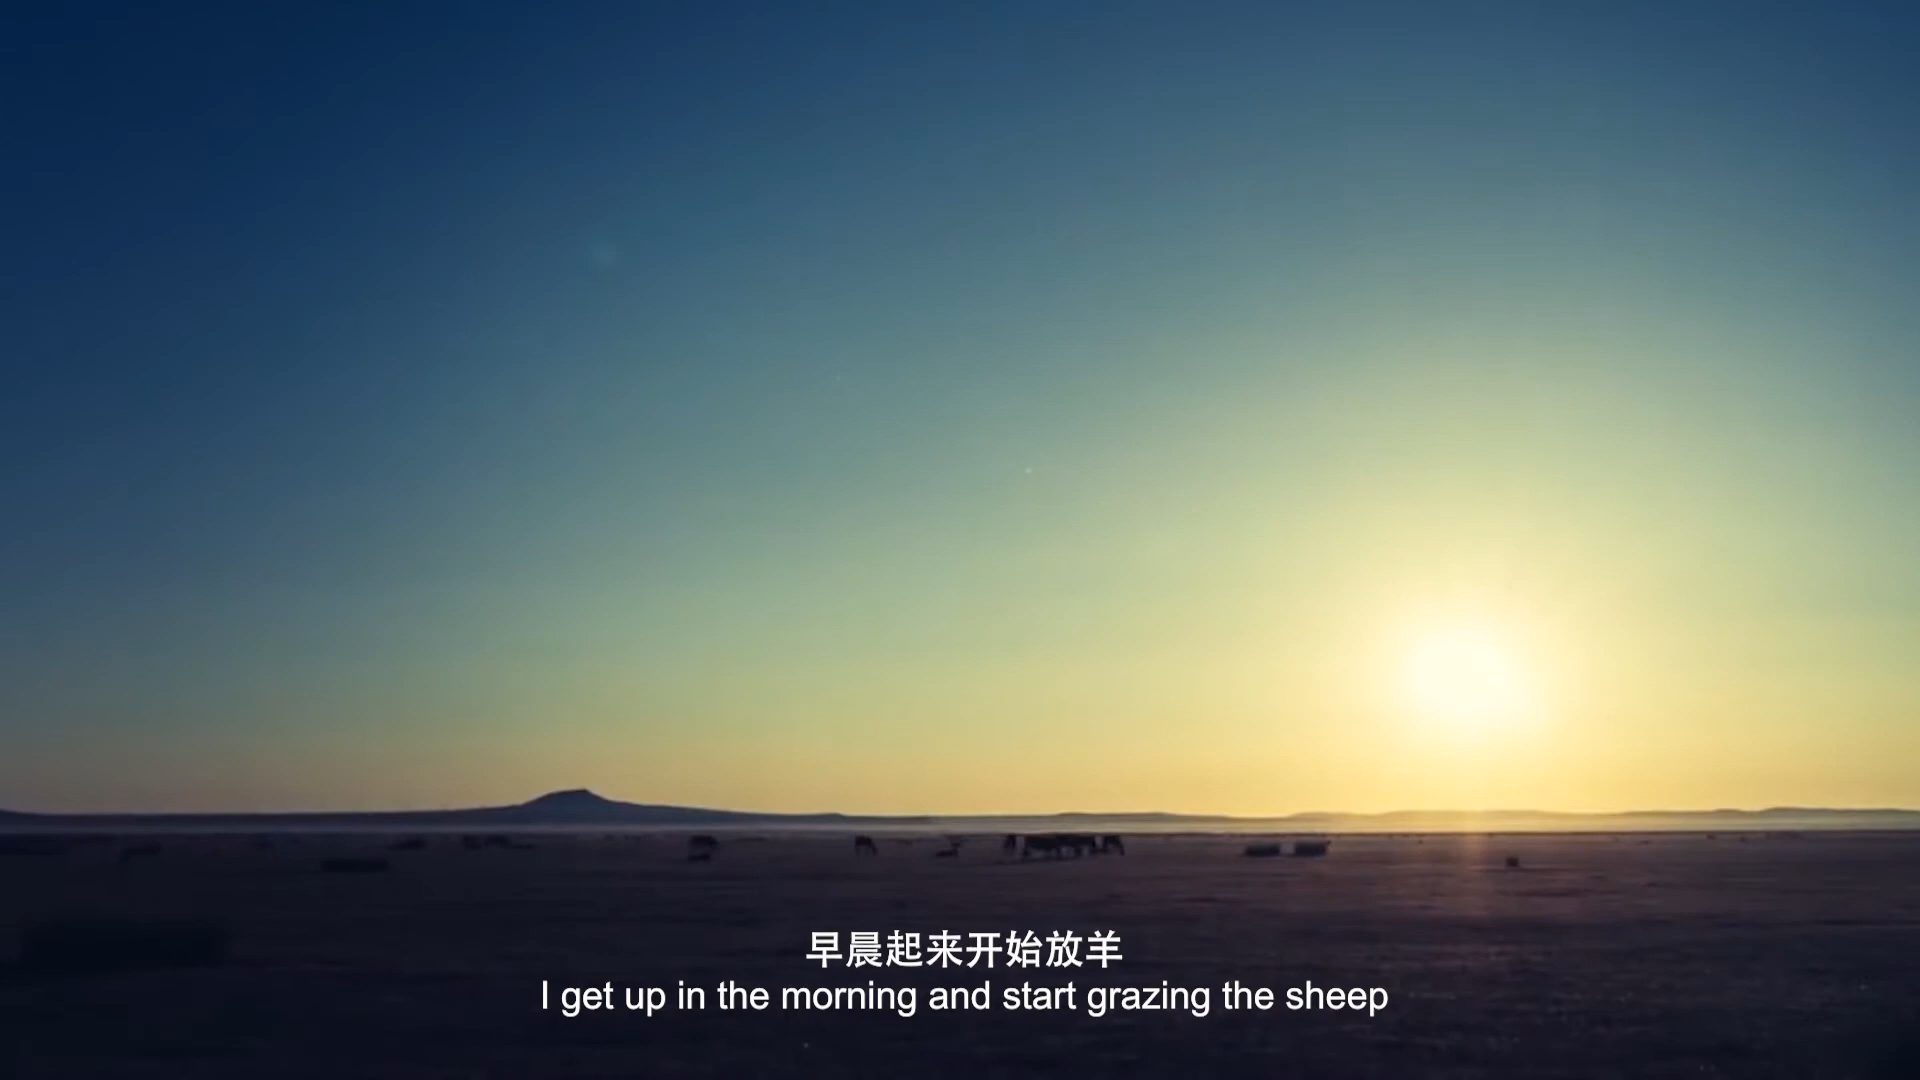 早晨起来开始放羊
I get up in the morning and start grazing the sheep